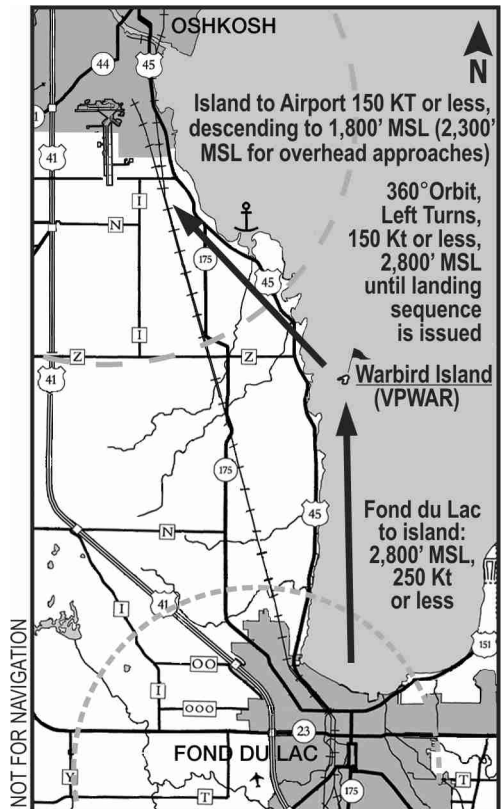 OSHKOSH
44
45
N
Island to Airport 150 KT or less,
descending to 1,800' MSL (2,300'
MSL for overhead approaches)
1
41
360°Orbit,
Left Turns,
150 Kt or less,
2,800' MSL
until landing
sequence
is issued
I
N
175
45
I
Z
Z
41
Warbird Island
(VPWAR)
175
45
Fond du Lac
to island:
2,800' MSL,
250 Kt
or less
N
41
I
151
OO
I
OOO
23
FOND DU LAC
Y
T
175
T
NOT FOR NAVIGATION